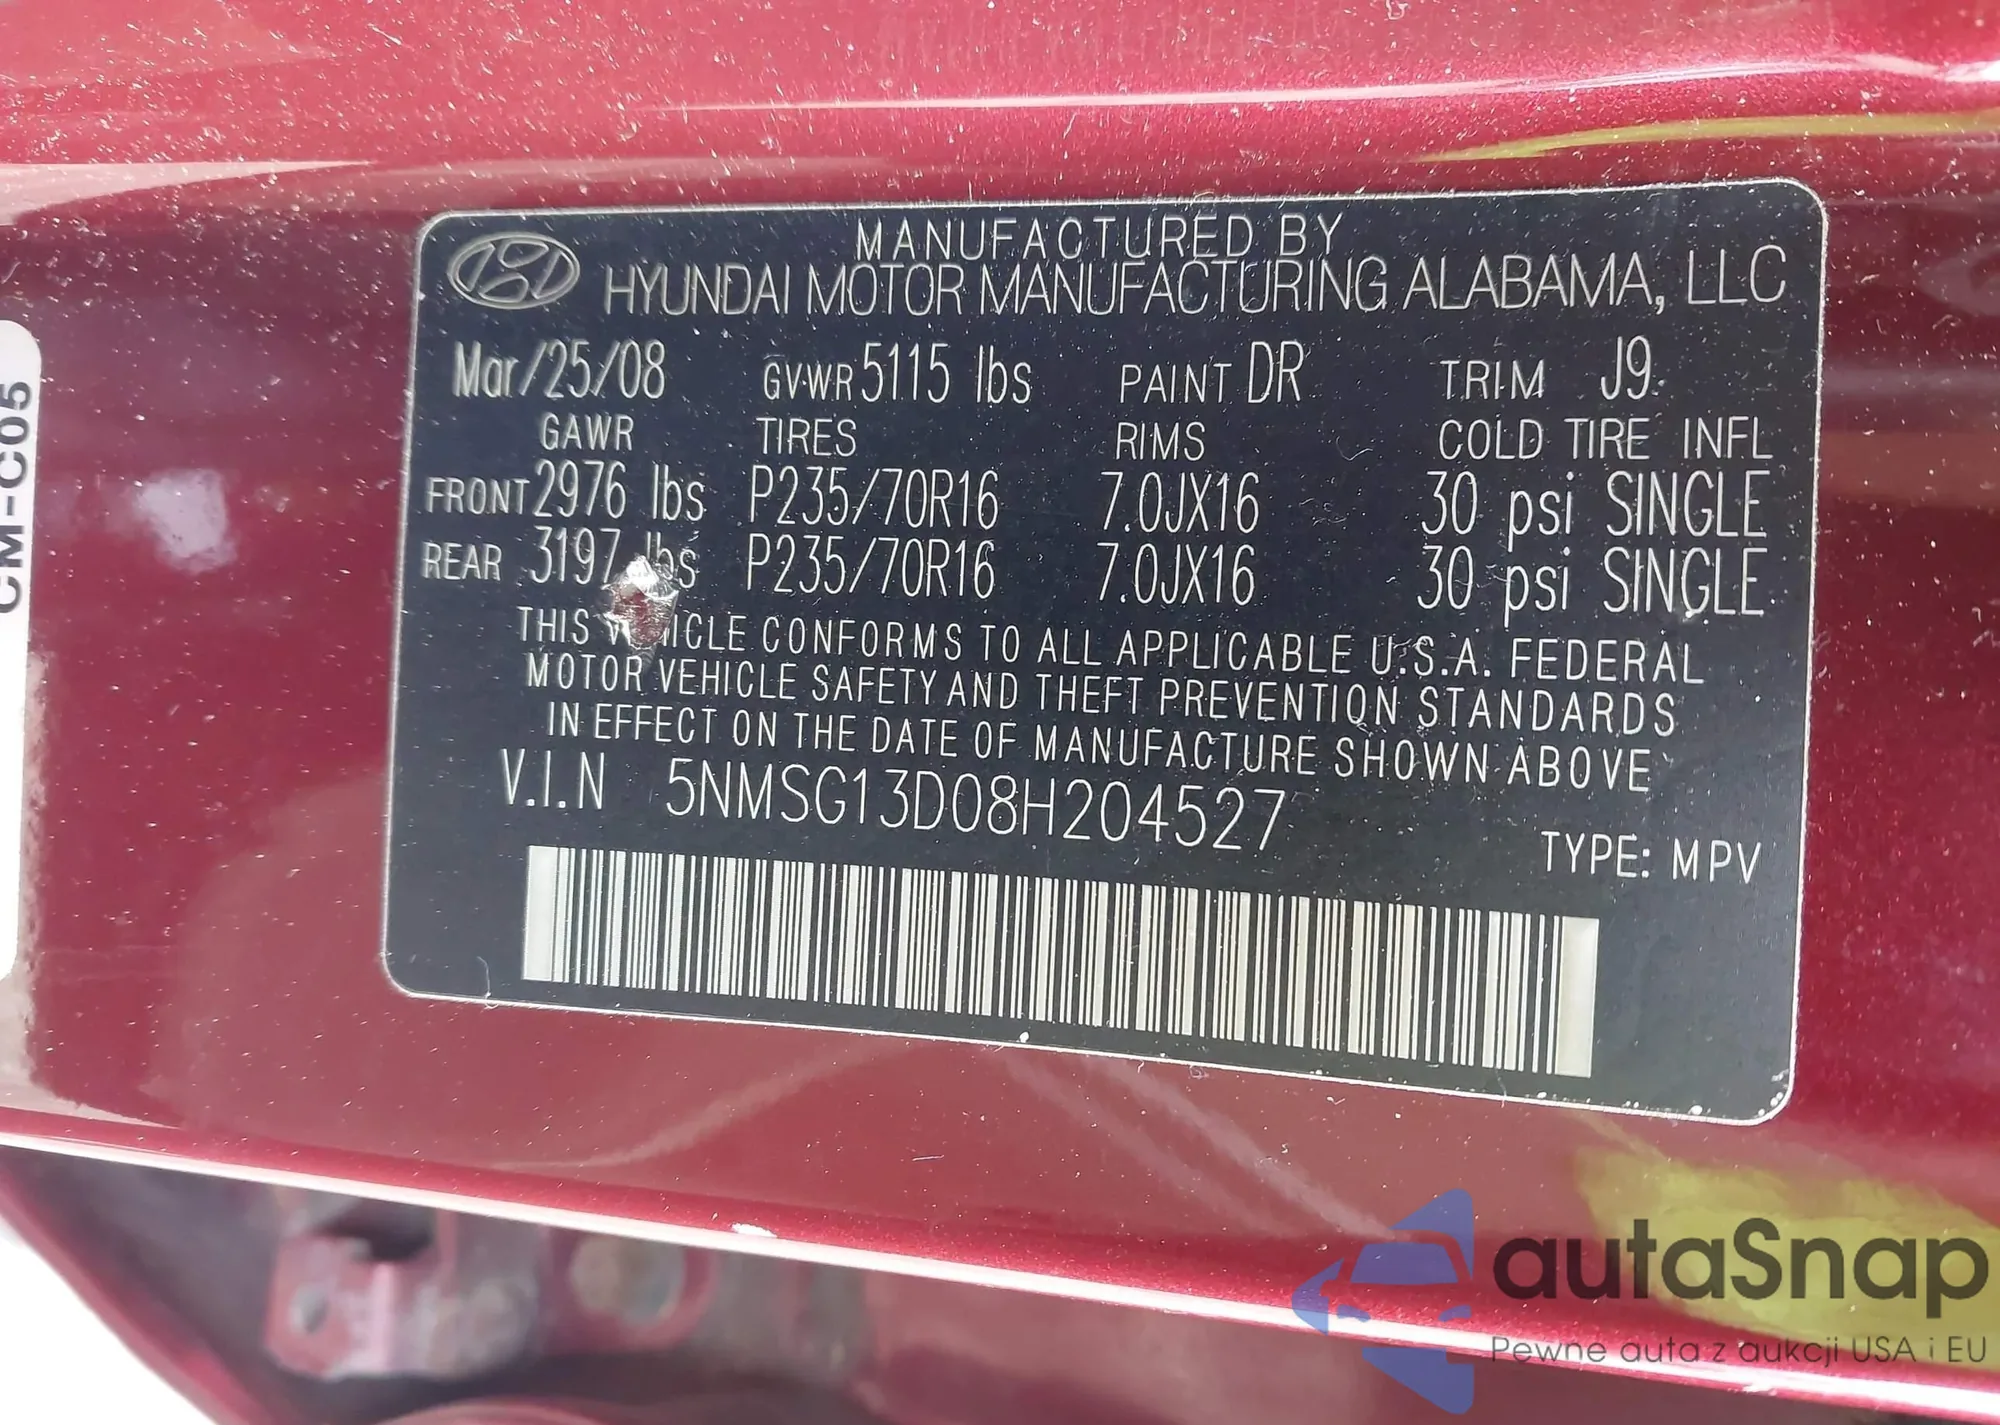 MANUFACTURED BY
HYUNDAI MOTOR MANUFACTURING ALABAMA, LLC
Mar/25/08 GVWR 5115 lbs PAINT DR TRIM J9
GAWR TIRES RIMS COLD TIRE INFL
FRONT 2976 lbs P235/70R16 7.0JX16 30 psi SINGLE
REAR 3197 lbs P235/70R16 7.0JX16 30 psi SINGLE
THIS VEHICLE CONFORMS TO ALL APPLICABLE U.S.A. FEDERAL
MOTOR VEHICLE SAFETY AND THEFT PREVENTION STANDARDS
IN EFFECT ON THE DATE OF MANUFACTURE SHOWN ABOVE
V.I.N 5NMSG13D08H204527
TYPE: MPV
CM-C05
autaSnap
Pewne auta z aukcji USA i EU